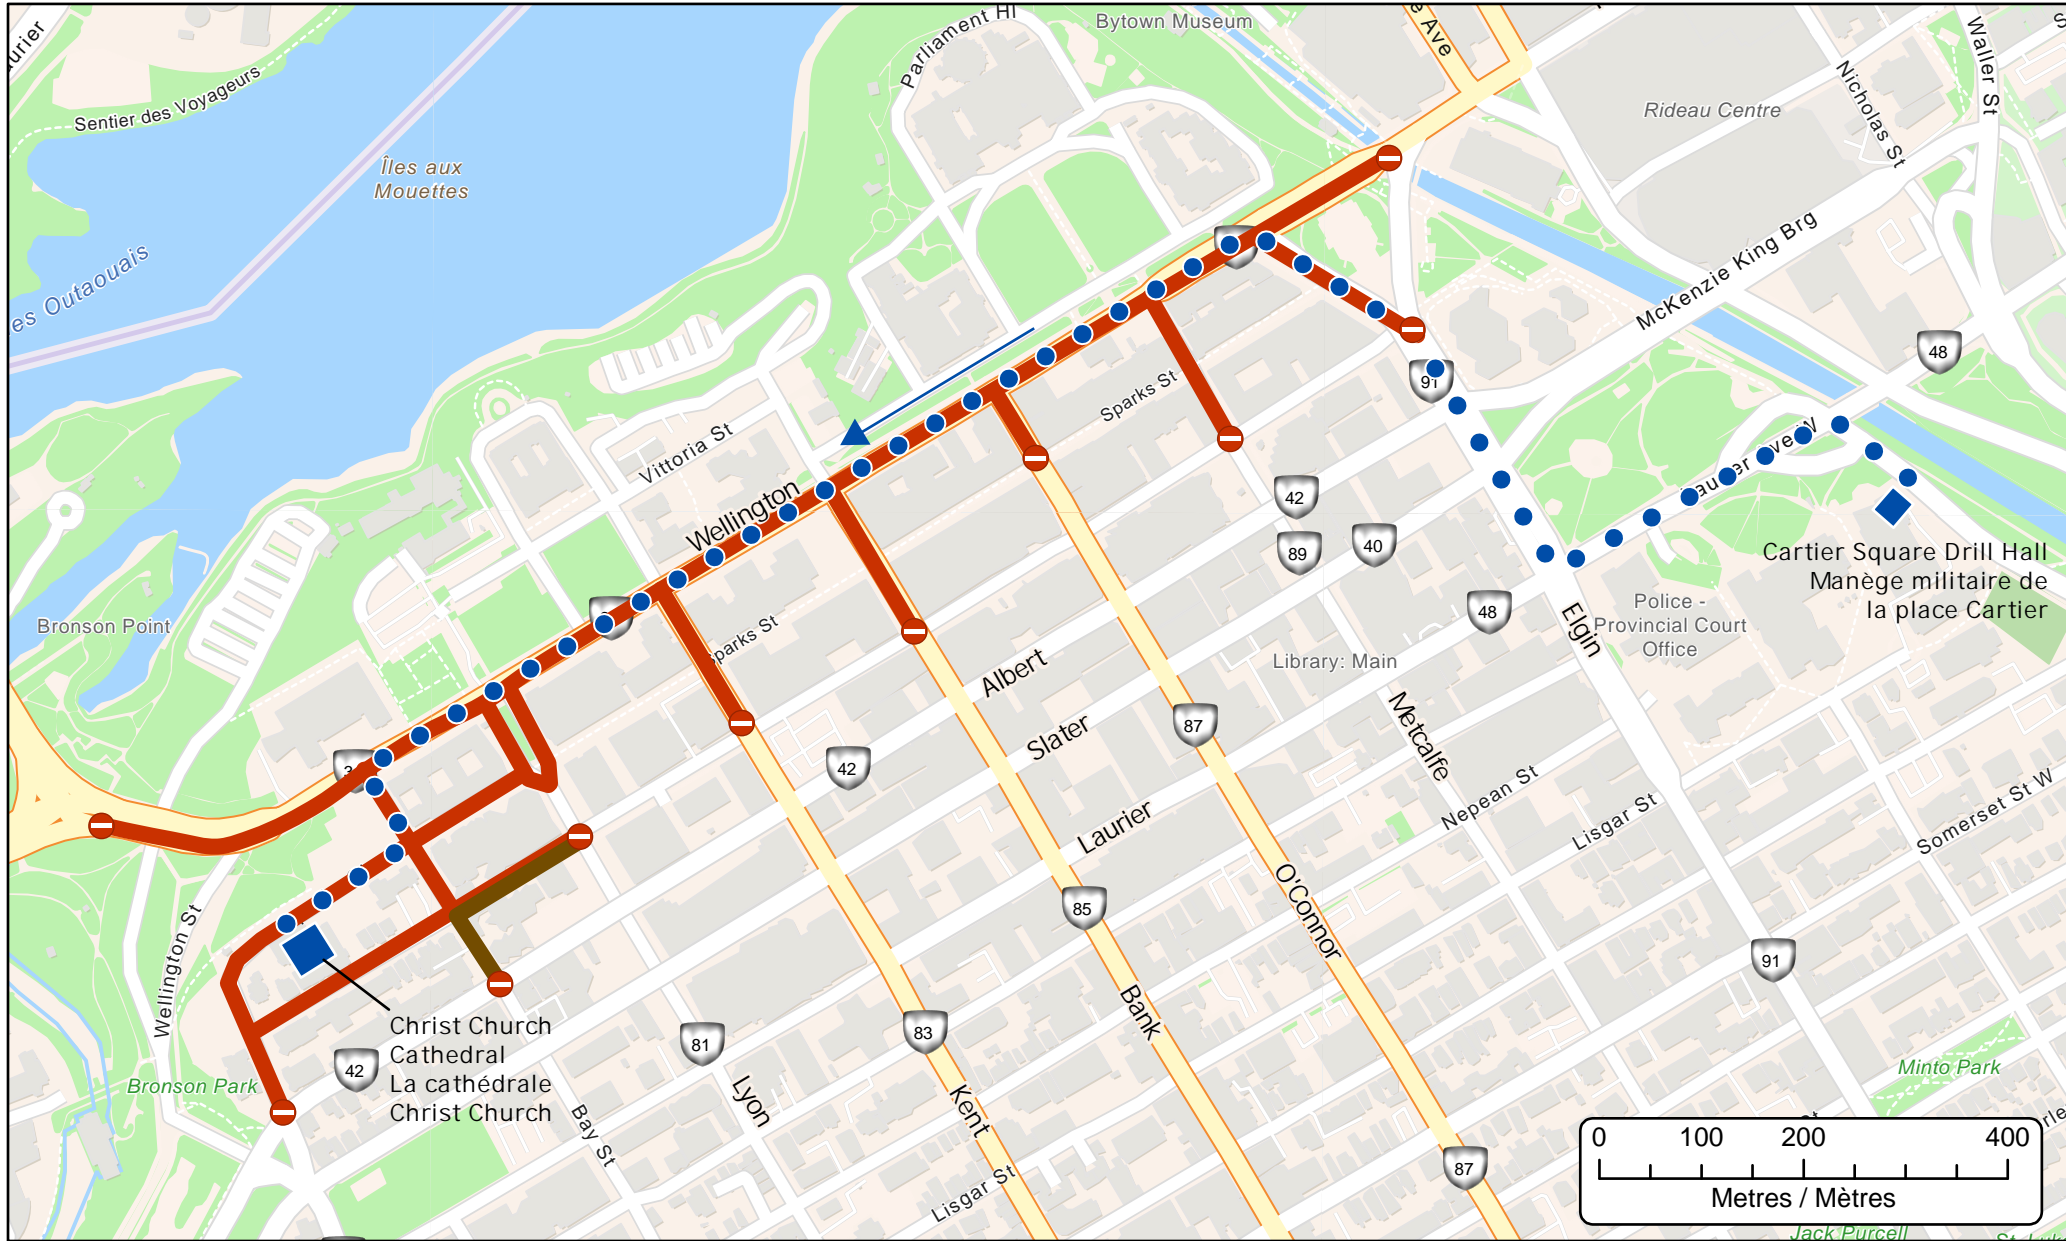 Bytown Museum
Parliament Hl
e Ave
Waller St
Nicholas St
Rideau Centre
urier
Sentier des Voyageurs
Îles aux
Mouettes
es Outaouais
McKenzie King Brg
48
91
Sparks St
Vittoria St
Wellington
42
89
40
Cartier Square Drill Hall
Manège militaire de
la place Cartier
48
Elgin
Police -
Provincial Court
Office
Bronson Point
Sparks St
Albert
Library: Main
Slater
87
Metcalfe
42
3
Nepean St
Lisgar St
Somerset St W
Laurier
O'Connor
85
91
Wellington St
Christ Church
Cathedral
La cathédrale
Christ Church
42
81
83
Bank
Bronson Park
Minto Park
Lyon
Kent
Bay St
Lisgar St
87
0 100 200 400
Metres / Mètres
Jack Purcell